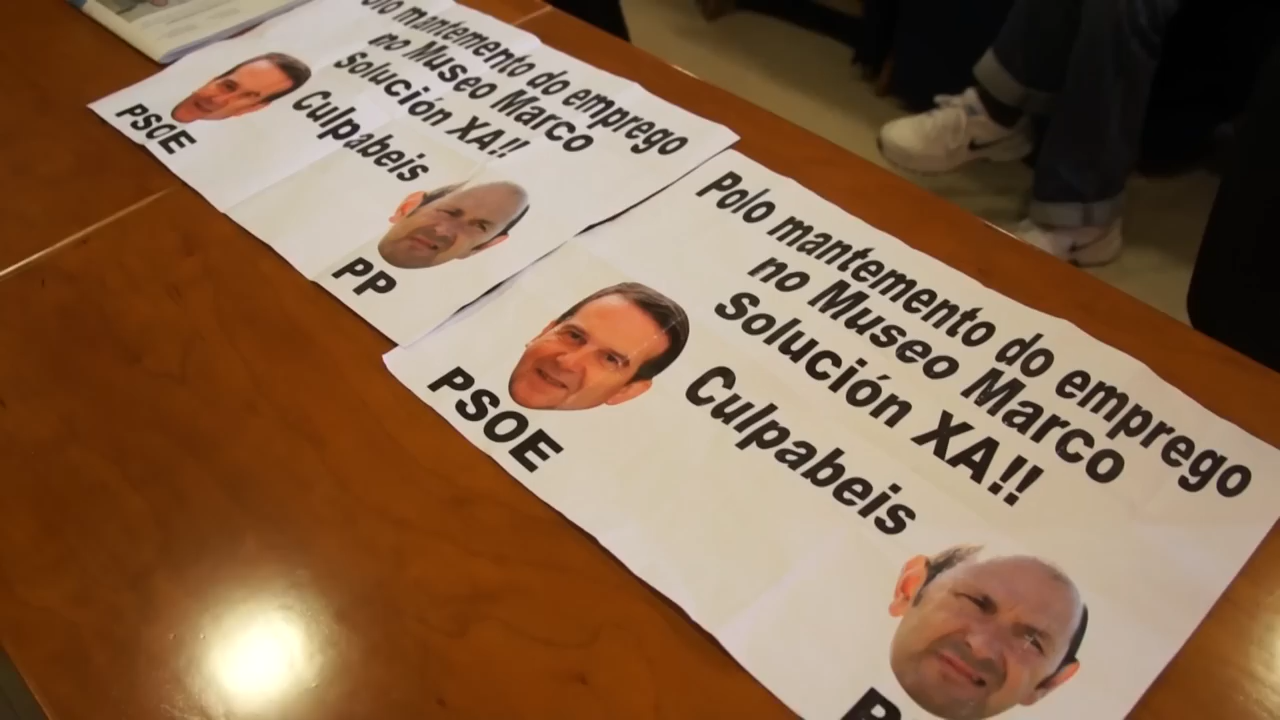 Polo mantemento do emprego
no Museo Marco
Solución XA!!
Culpabeis
PSOE
PP
Polo mantemento do emprego
no Museo Marco
Solución XA!!
Culpabeis
PSOE